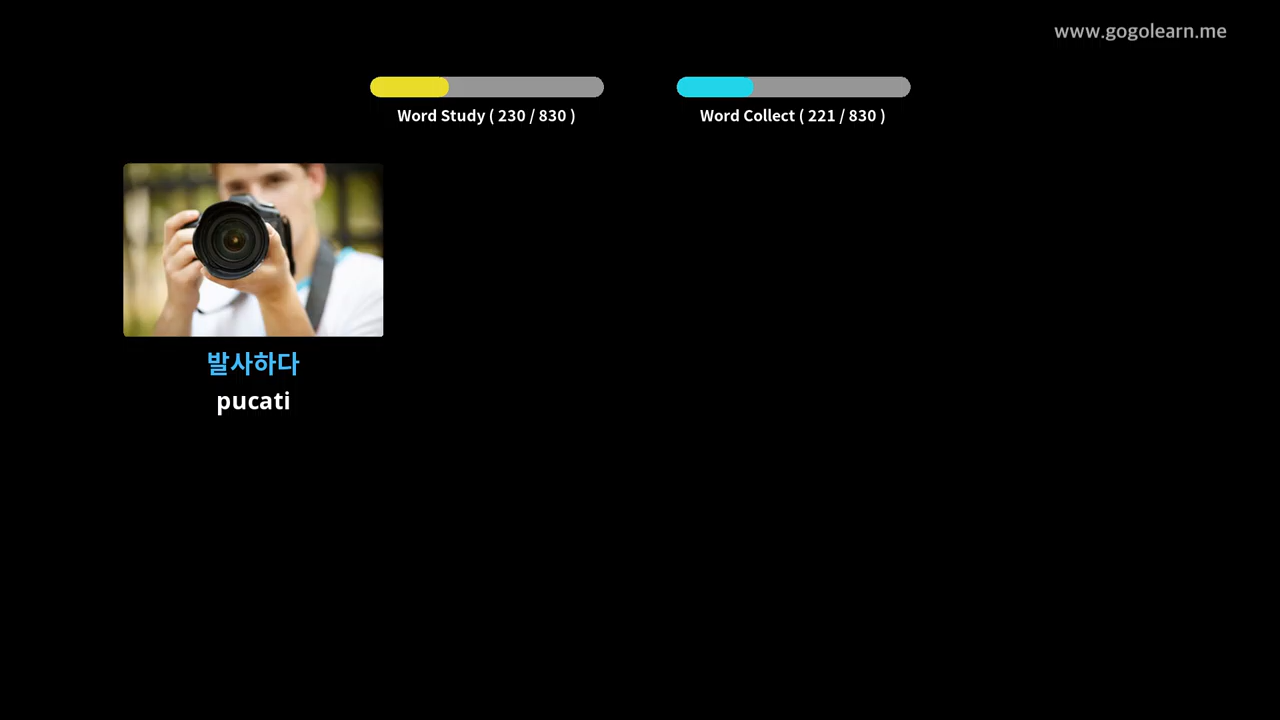 www.gogolearn.me
Word Study ( 230 / 830 )
Word Collect ( 221 / 830 )
발사하다
pucati